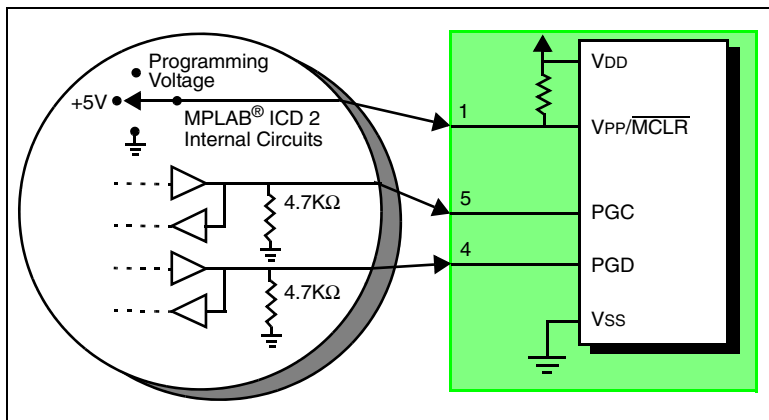 Programming
Voltage
+5V
MPLAB® ICD 2
Internal Circuits
4.7KΩ
4.7KΩ
1
5
4
VDD
VPP/MCLR
PGC
PGD
VSS